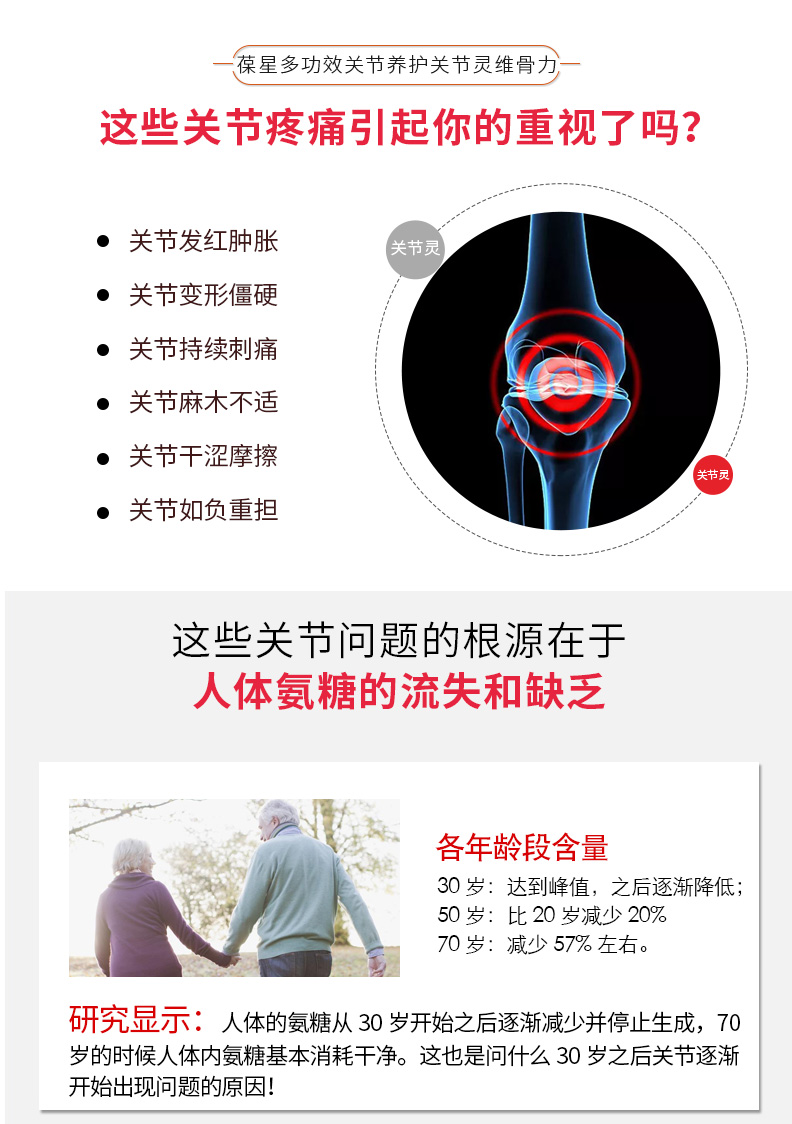 葆星多功效关节养护关节灵维骨力
这些关节疼痛引起你的重视了吗?
关节发红肿胀
关节变形僵硬
关节持续刺痛
关节麻木不适
关节干涩摩擦
关节如负重担
关节灵
关节灵
这些关节问题的根源在于
人体氨糖的流失和缺乏
各年龄段含量
30 岁：达到峰值，之后逐渐降低；
50 岁：比 20 岁减少 20%
70 岁：减少 57% 左右。
研究显示：人体的氨糖从 30 岁开始之后逐渐减少并停止生成，70
岁的时候人体内氨糖基本消耗干净。这也是问什么 30 岁之后关节逐渐
开始出现问题的原因！